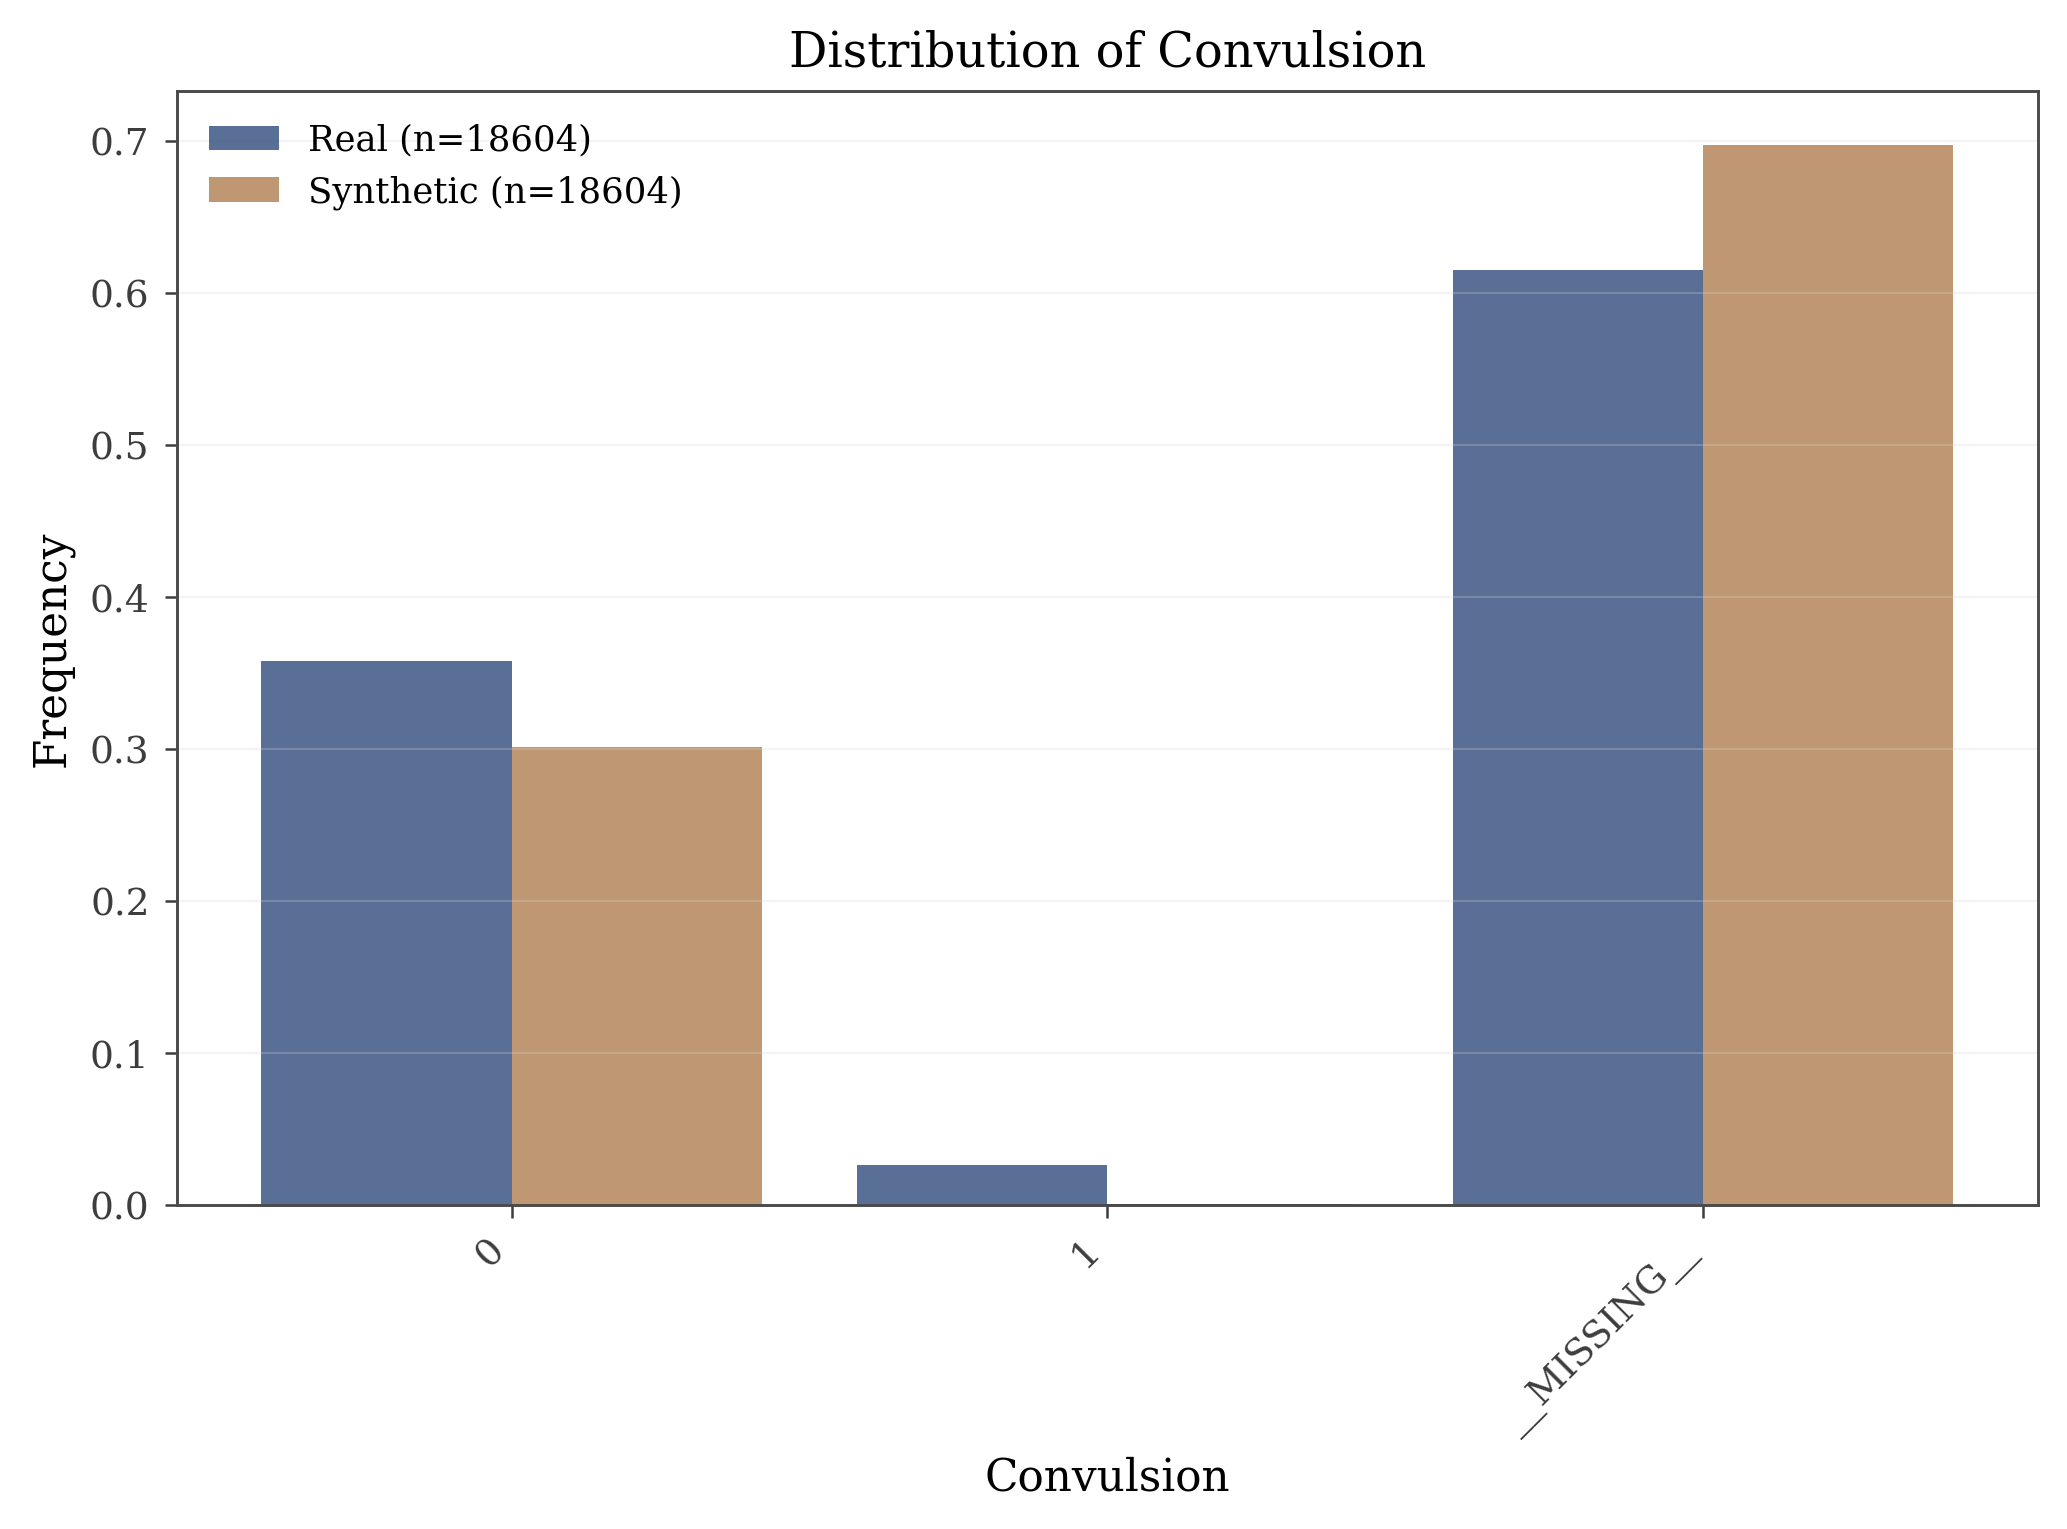 Distribution of Convulsion
Real (n=18604)
Synthetic (n=18604)
Frequency
0.7
0.6
0.5
0.4
0.3
0.2
0.1
0.0
0
1
__MISSING__
Convulsion